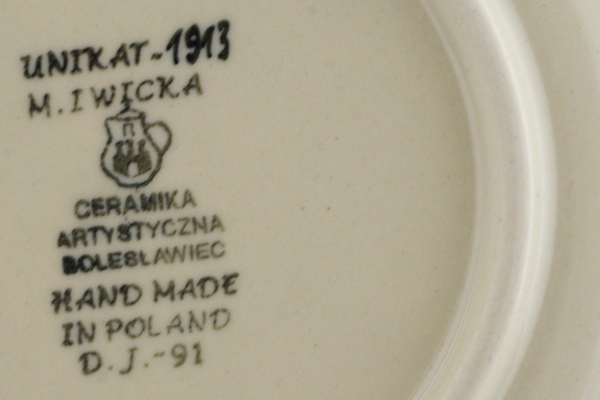 UNIKAT-1913
M. IWICKA
CERAMIKA
ARTYSTYCZNA
BOLESŁAWIEC
HAND MADE
IN POLAND
D.J.-91